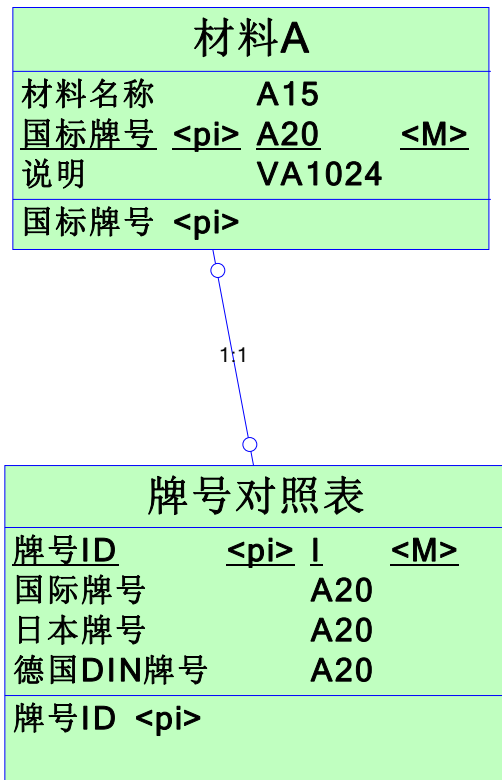 材料A
材料名称 A15
国标牌号 <pi> A20 <M>
说明 VA1024
国标牌号 <pi>
1:1
牌号对照表
牌号ID <pi> I <M>
国际牌号 A20
日本牌号 A20
德国DIN牌号 A20
牌号ID <pi>